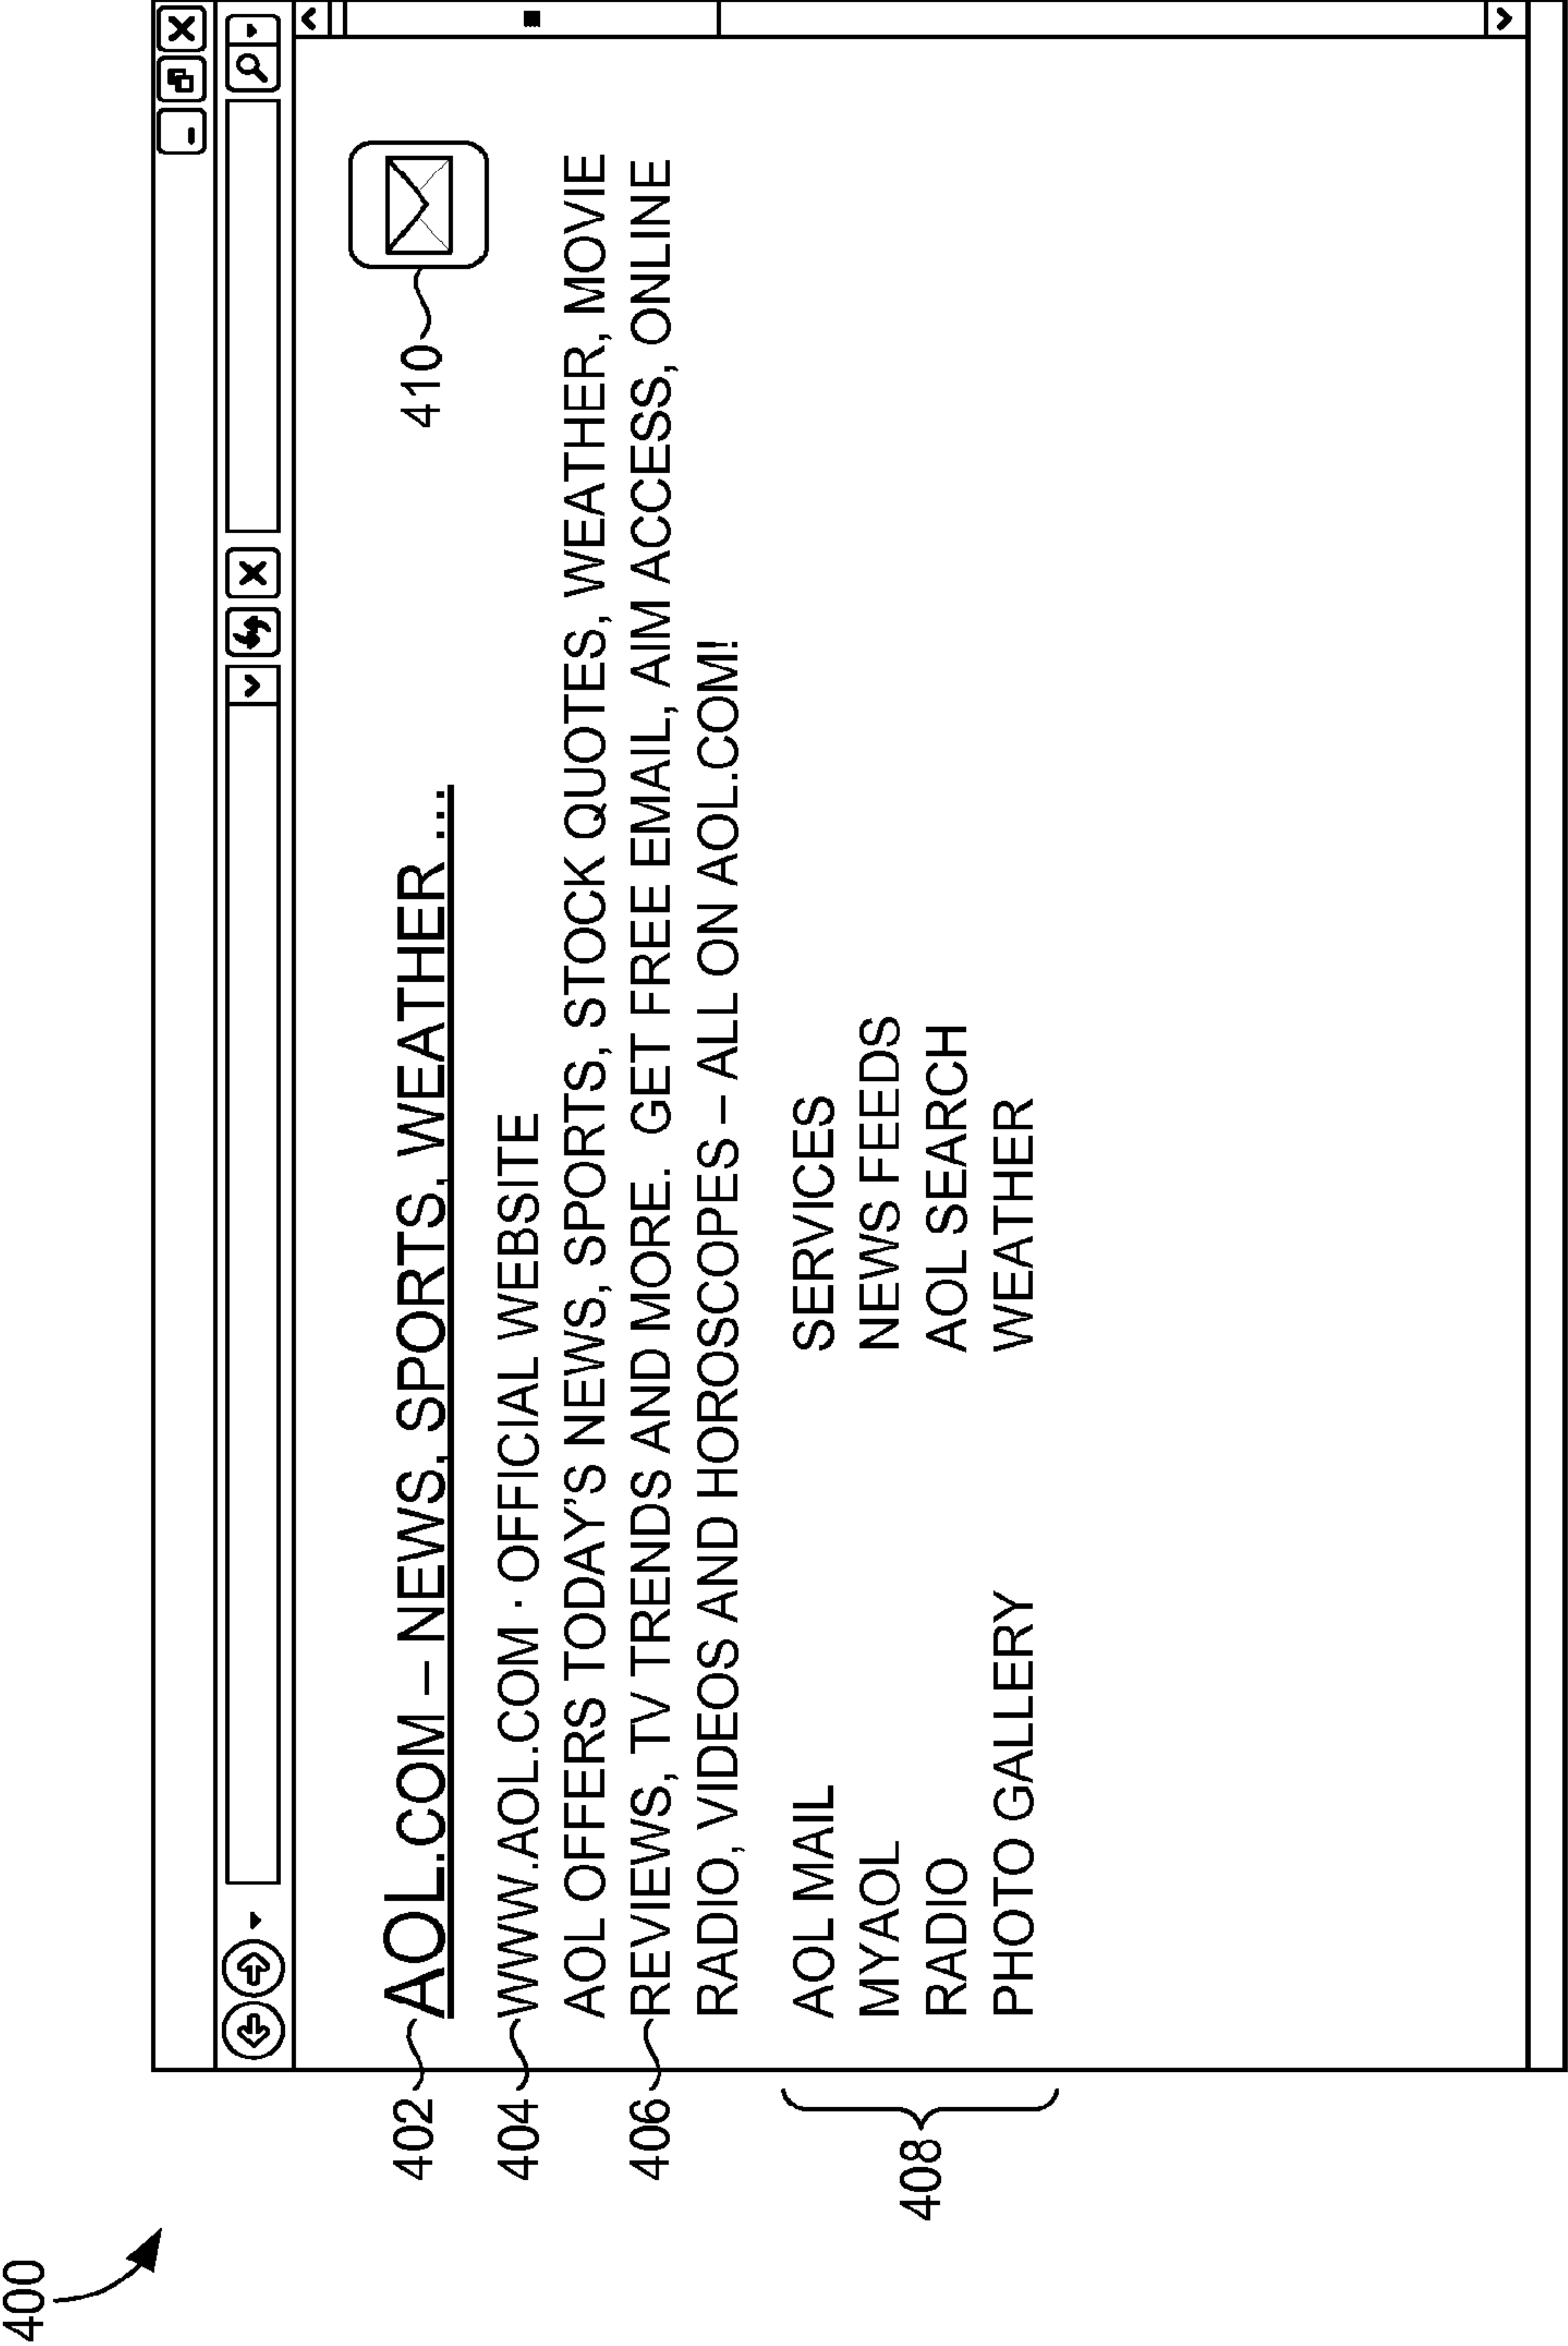 400
410
402 AOL.COM – NEWS, SPORTS, WEATHER ...
404 WWW.AOL.COM · OFFICIAL WEBSITE
AOL OFFERS TODAY'S NEWS, SPORTS, STOCK QUOTES, WEATHER, MOVIE
406 REVIEWS, TV TRENDS AND MORE. GET FREE EMAIL, AIM ACCESS, ONLINE
RADIO, VIDEOS AND HOROSCOPES – ALL ON AOL.COM!
408
AOL MAIL SERVICES
MYAOL NEWS FEEDS
RADIO AOL SEARCH
PHOTO GALLERY WEATHER